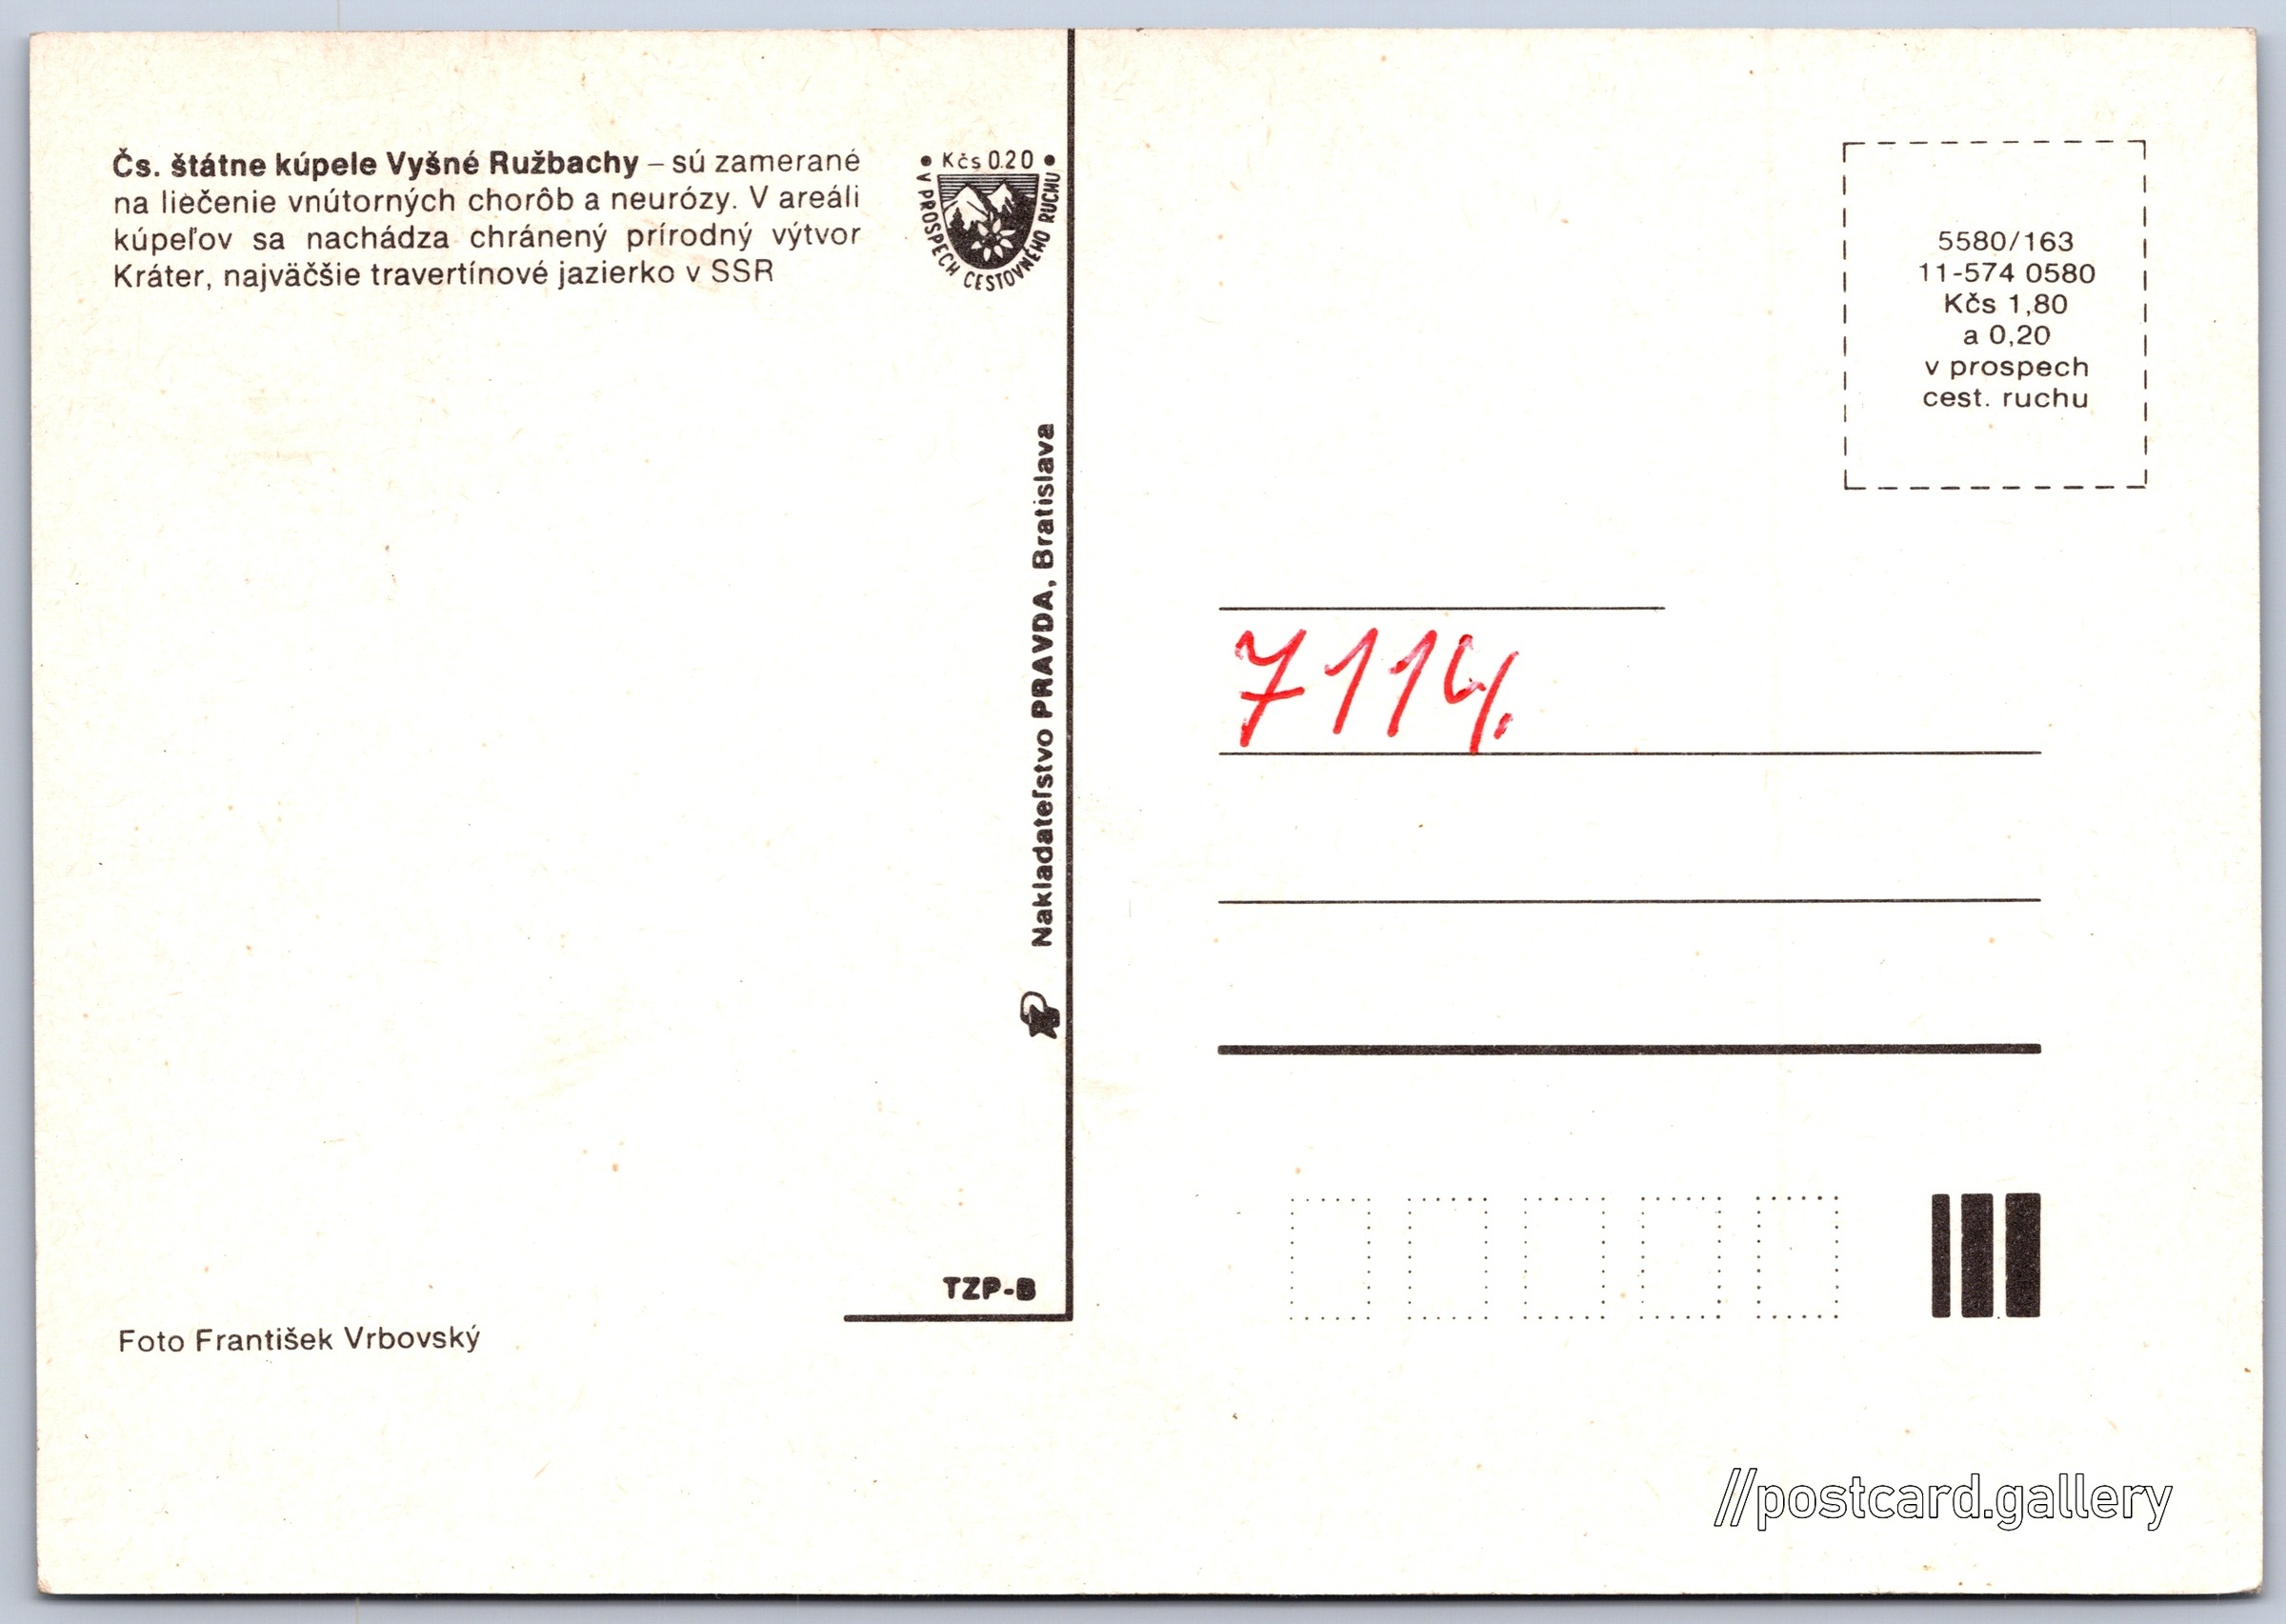 Čs. štátne kúpele Vyšné Ružbachy – sú zamerané
na liečenie vnútorných chorôb a neurózy. V areáli
kúpeľov sa nachádza chránený prírodný výtvor
Kráter, najväčšie travertínové jazierko v SSR
• Kčs 0.20 •
V PROSPECH CESTOVNÉHO RUCHU
Nakladateľstvo PRAVDA, Bratislava
TZP-B
Foto František Vrbovský
5580/163
11-574 0580
Kčs 1,80
a 0,20
v prospech
cest. ruchu
7114.
//postcard.gallery